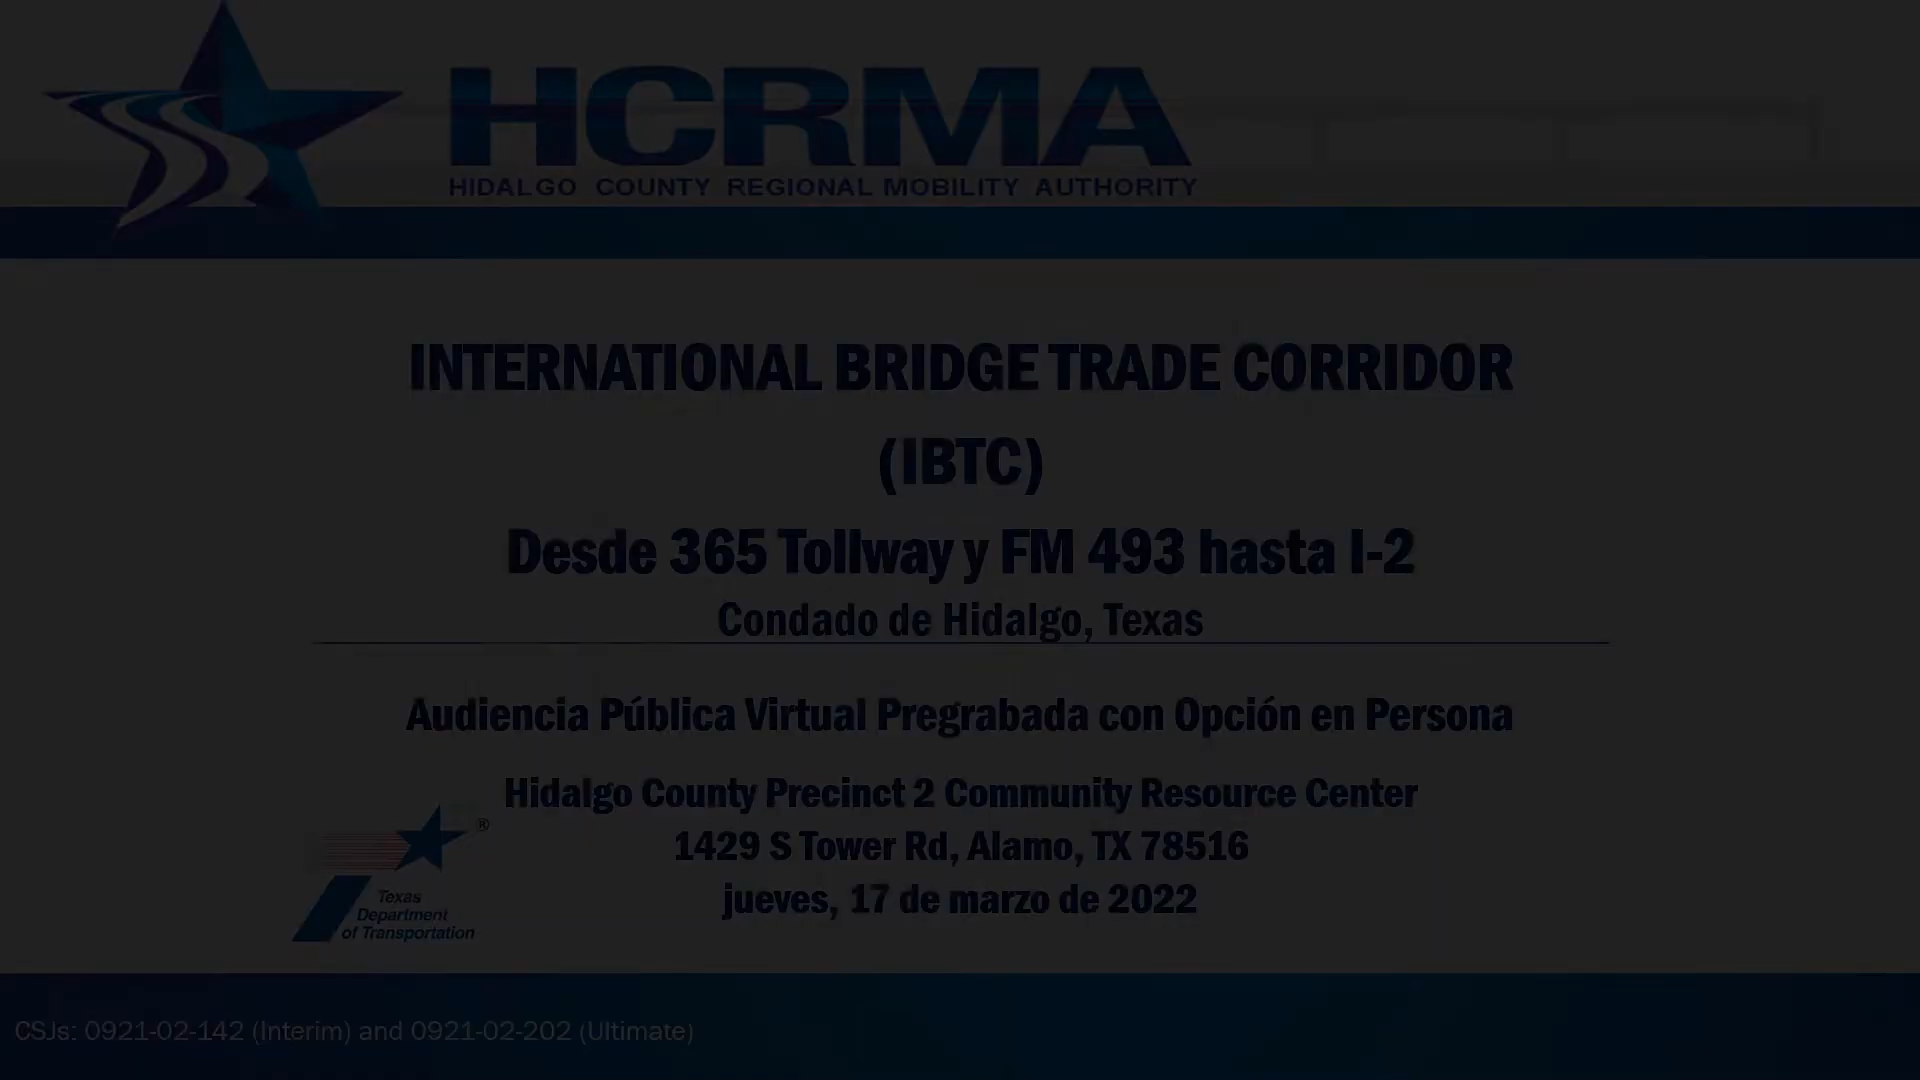 HCRMA
HIDALGO COUNTY REGIONAL MOBILITY AUTHORITY
INTERNATIONAL BRIDGE TRADE CORRIDOR
(IBTC)
Desde 365 Tollway y FM 493 hasta I-2
Condado de Hidalgo, Texas
Audiencia Pública Virtual Pregrabada con Opción en Persona
Hidalgo County Precinct 2 Community Resource Center
1429 S Tower Rd, Alamo, TX 78516
jueves, 17 de marzo de 2022
®
Texas
Department
of Transportation
CSJs: 0921-02-142 (Interim) and 0921-02-202 (Ultimate)